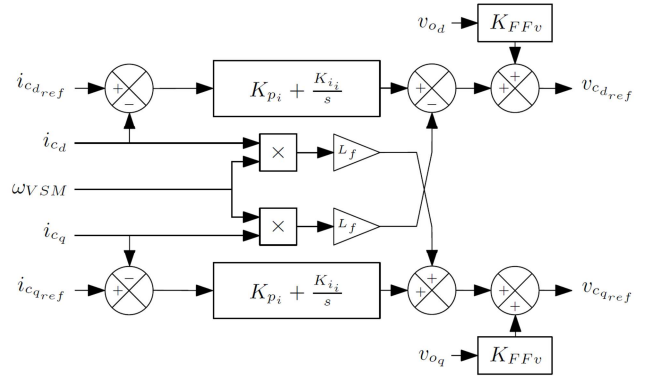 v_{o_d} K_{FFv}
i_{c_{d_{ref}}} + − K_{p_i} + \frac{K_{i_i}}{s} + − + + v_{c_{d_{ref}}}
i_{c_d} × L_f
ω_{VSM}
i_{c_q} × L_f
i_{c_{q_{ref}}} − + K_{p_i} + \frac{K_{i_i}}{s} + + + + v_{c_{q_{ref}}}
v_{o_q} K_{FFv}